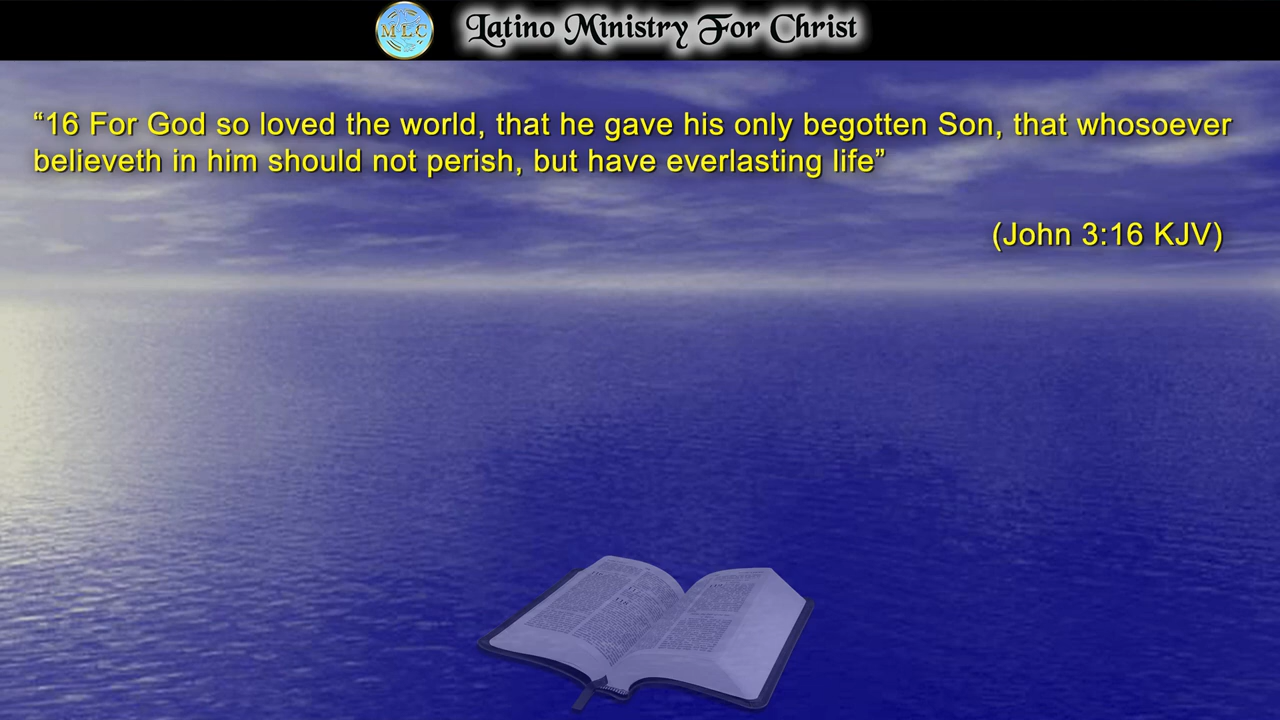 MLC
Latino Ministry For Christ
“16 For God so loved the world, that he gave his only begotten Son, that whosoever
believeth in him should not perish, but have everlasting life”
(John 3:16 KJV)